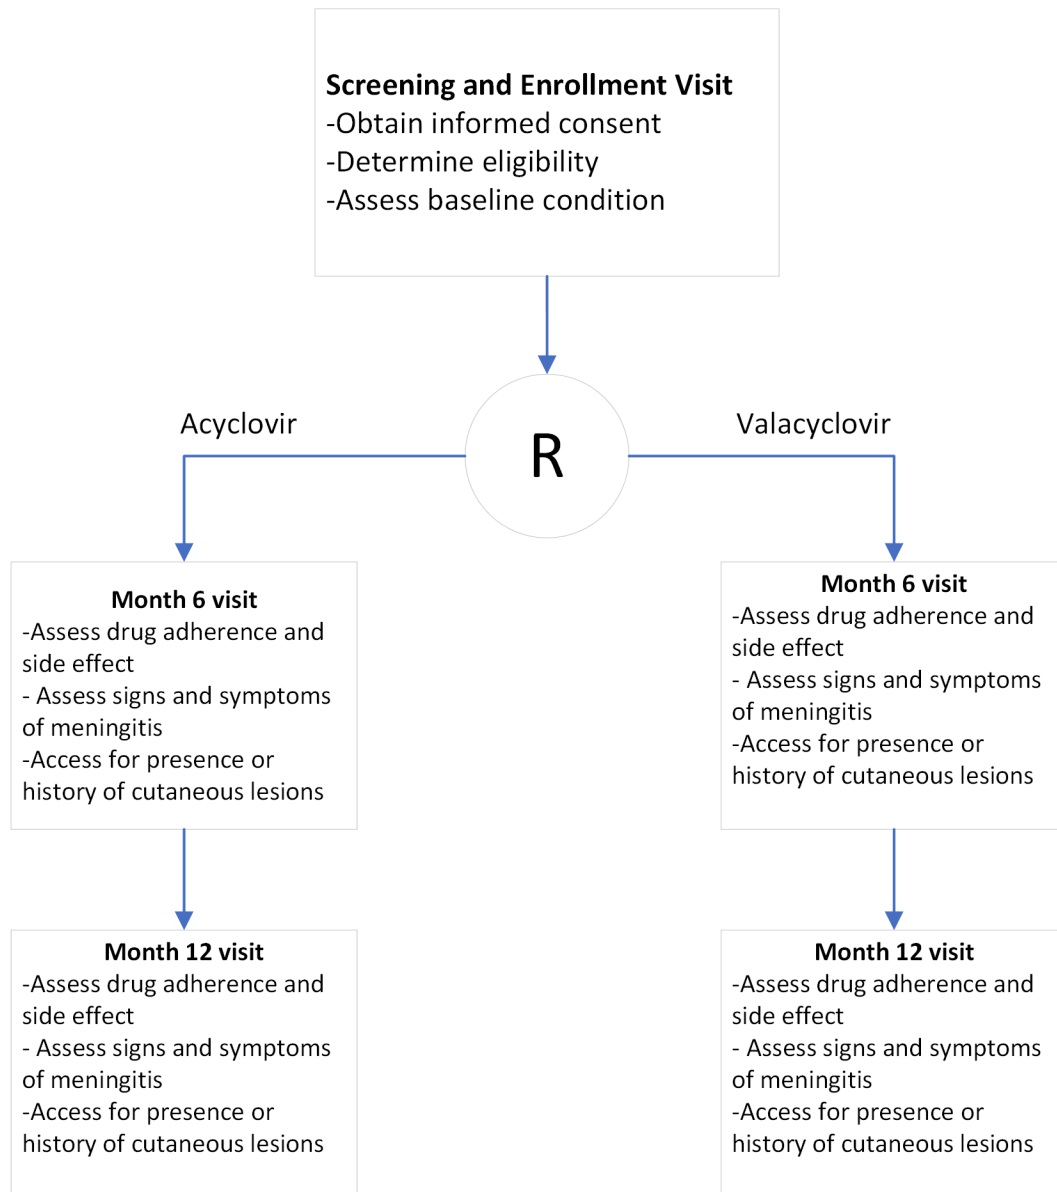 Screening and Enrollment Visit
-Obtain informed consent
-Determine eligibility
-Assess baseline condition
Acyclovir
R
Valacyclovir
Month 6 visit
-Assess drug adherence and
side effect
- Assess signs and symptoms
of meningitis
-Access for presence or
history of cutaneous lesions
Month 6 visit
-Assess drug adherence and
side effect
- Assess signs and symptoms
of meningitis
-Access for presence or
history of cutaneous lesions
Month 12 visit
-Assess drug adherence and
side effect
- Assess signs and symptoms
of meningitis
-Access for presence or
history of cutaneous lesions
Month 12 visit
-Assess drug adherence and
side effect
- Assess signs and symptoms
of meningitis
-Access for presence or
history of cutaneous lesions